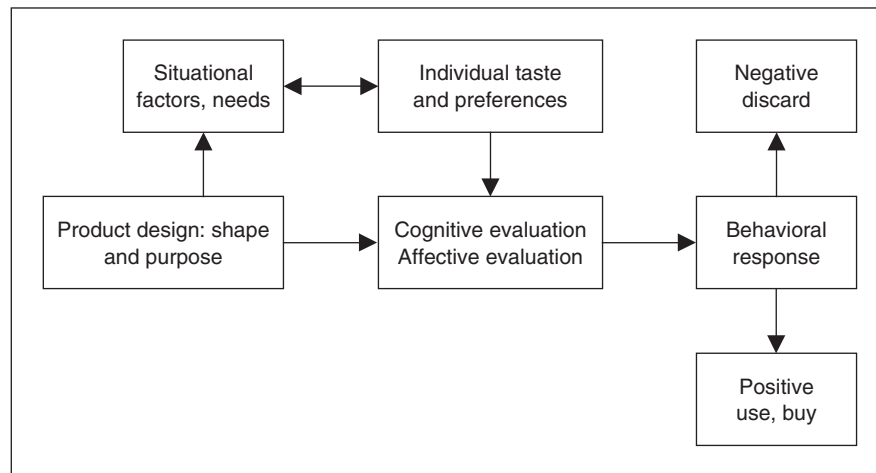 Situational
factors, needs
Individual taste
and preferences
Negative
discard
Product design: shape
and purpose
Cognitive evaluation
Affective evaluation
Behavioral
response
Positive
use, buy